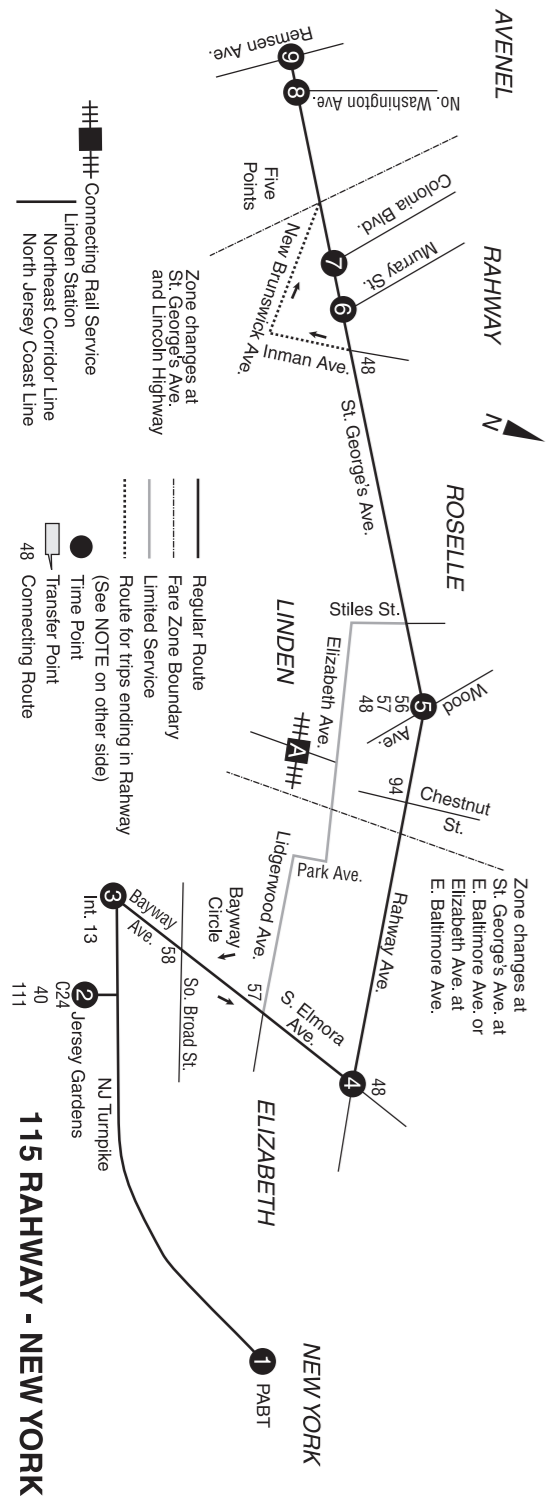 AVENEL
RAHWAY
ROSELLE
LINDEN
ELIZABETH
NEW YORK
N
9
Remsen Ave.
8
No. Washington Ave.
Five
Points
Colonia Blvd.
7
Murray St.
6
New Brunswick Ave.
Inman Ave.
48
St. George's Ave.
Zone changes at
St. George's Ave.
and Lincoln Highway
Stiles St.
Elizabeth Ave.
Wood
Ave.
5
56
57
48
A
94
Chestnut
St.
Zone changes at
St. George's Ave. at
E. Baltimore Ave. or
Elizabeth Ave. at
E. Baltimore Ave.
Park Ave.
Lidgerwood Ave.
Rahway Ave.
4
48
S. Elmora
Ave.
57
Bayway
Circle
So. Broad St.
58
Bayway
Ave.
3
Int. 13
2
Jersey Gardens
C24
40
111
NJ Turnpike
1
PABT
Connecting Rail Service
Linden Station
Northeast Corridor Line
North Jersey Coast Line
Regular Route
Fare Zone Boundary
Limited Service
Route for trips ending in Rahway
(See NOTE on other side)
Time Point
Transfer Point
48 Connecting Route
115 RAHWAY - NEW YORK